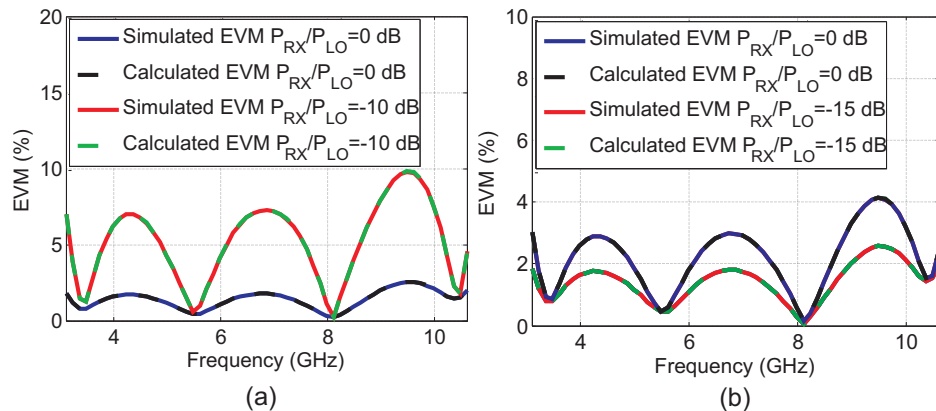 20
15
10
5
0
EVM (%)
Simulated EVM P_RX/P_LO=0 dB
Calculated EVM P_RX/P_LO=0 dB
Simulated EVM P_RX/P_LO=-10 dB
Calculated EVM P_RX/P_LO=-10 dB
4 6 8 10
Frequency (GHz)
(a)
10
8
6
4
2
0
EVM (%)
Simulated EVM P_RX/P_LO=0 dB
Calculated EVM P_RX/P_LO=0 dB
Simulated EVM P_RX/P_LO=-15 dB
Calculated EVM P_RX/P_LO=-15 dB
4 6 8 10
Frequency (GHz)
(b)